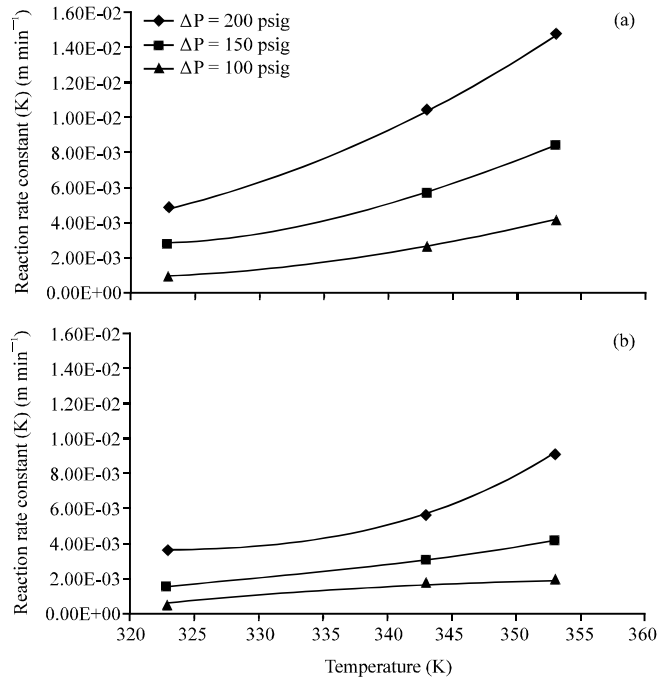 (a)
ΔP = 200 psig
ΔP = 150 psig
ΔP = 100 psig
Reaction rate constant (K) (m min⁻¹)
1.60E-02
1.40E-02
1.20E-02
1.00E-02
8.00E-03
6.00E-03
4.00E-03
2.00E-03
0.00E+00
(b)
Reaction rate constant (K) (m min⁻¹)
1.60E-02
1.40E-02
1.20E-02
1.00E-02
8.00E-03
6.00E-03
4.00E-03
2.00E-03
0.00E+00
320 325 330 335 340 345 350 355 360
Temperature (K)